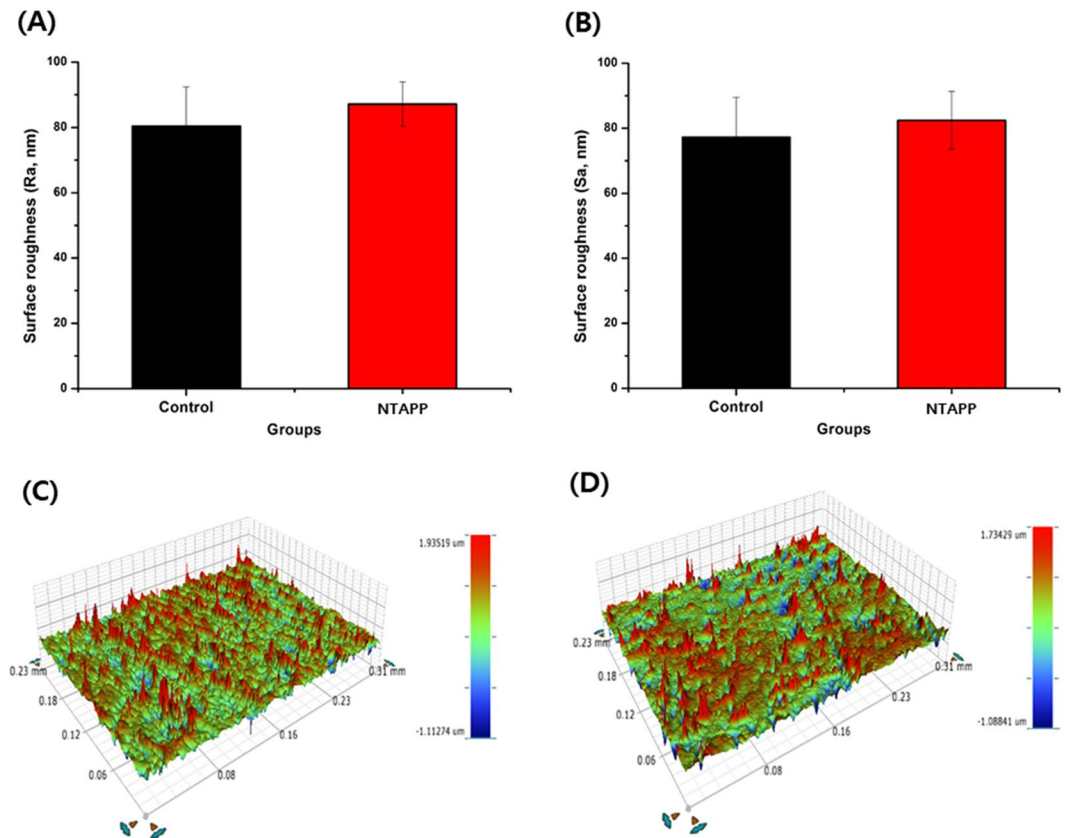 (A)
100
80
60
40
20
0
Surface roughness (Ra, nm)
Control
NTAPP
Groups
(B)
100
80
60
40
20
0
Surface roughness (Sa, nm)
Control
NTAPP
Groups
(C)
1.93519 um
-1.11274 um
0.23 mm
0.18
0.12
0.06
0.08
0.16
0.23
0.31 mm
(D)
1.73429 um
-1.08841 um
0.23 mm
0.18
0.12
0.06
0.08
0.16
0.23
0.31 mm